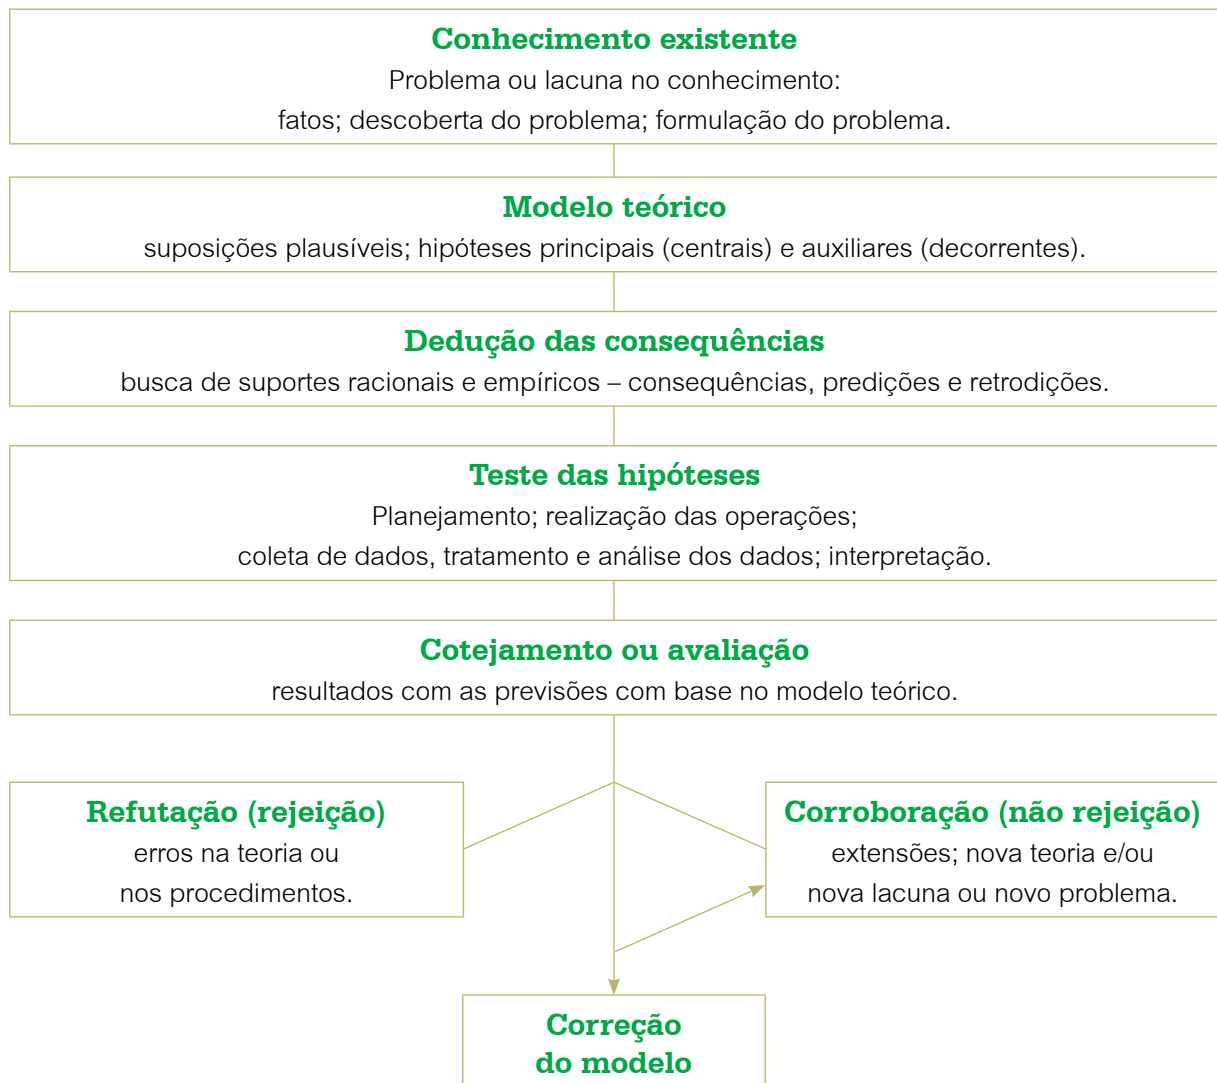 Conhecimento existente
Problema ou lacuna no conhecimento:
fatos; descoberta do problema; formulação do problema.
Modelo teórico
suposições plausíveis; hipóteses principais (centrais) e auxiliares (decorrentes).
Dedução das consequências
busca de suportes racionais e empíricos – consequências, predições e retrodições.
Teste das hipóteses
Planejamento; realização das operações;
coleta de dados, tratamento e análise dos dados; interpretação.
Cotejamento ou avaliação
resultados com as previsões com base no modelo teórico.
Refutação (rejeição)
erros na teoria ou
nos procedimentos.
Corroboração (não rejeição)
extensões; nova teoria e/ou
nova lacuna ou novo problema.
Correção
do modelo